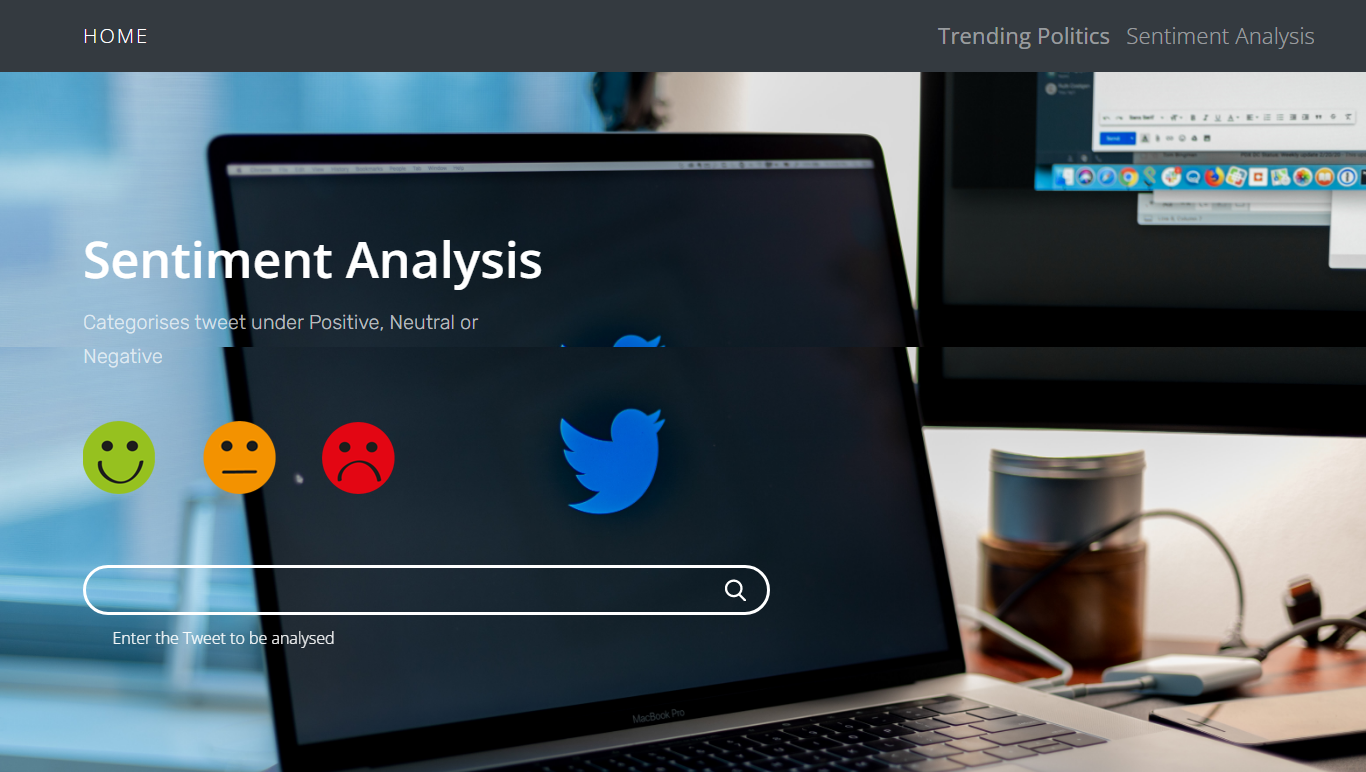 HOME
Trending Politics Sentiment Analysis
Sentiment Analysis
Categorises tweet under Positive, Neutral or
Negative
Enter the Tweet to be analysed
MacBook Pro